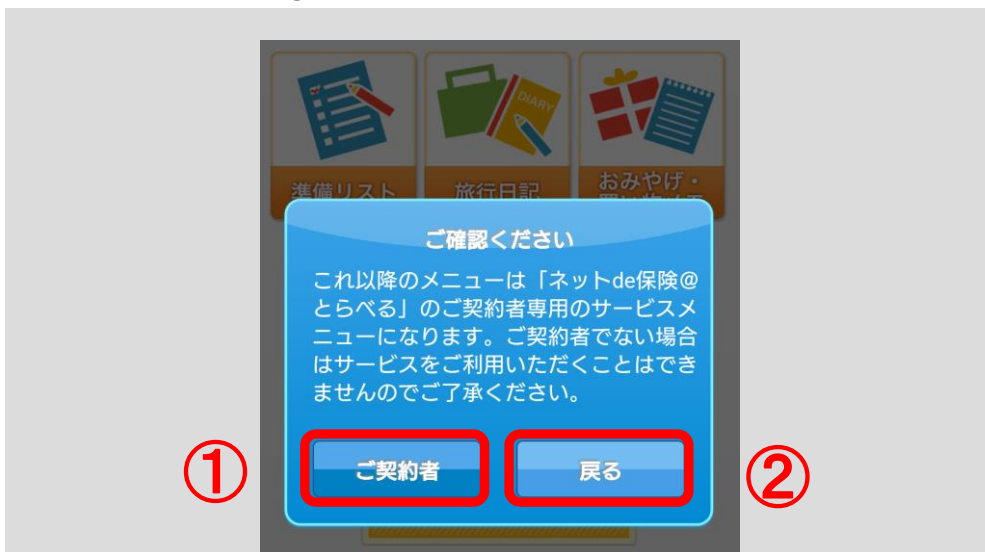 DIARY
準備リスト
旅行日記
おみやげ・
ご確認ください
これ以降のメニューは「ネットde保険@
とらべる」のご契約者専用のサービスメ
ニューになります。ご契約者でない場合
はサービスをご利用いただくことはでき
ませんのでご了承ください。
① ご契約者 戻る ②